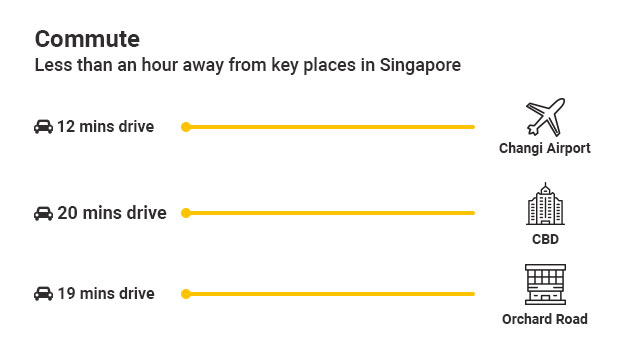 Commute
Less than an hour away from key places in Singapore
12 mins drive
Changi Airport
20 mins drive
CBD
19 mins drive
Orchard Road